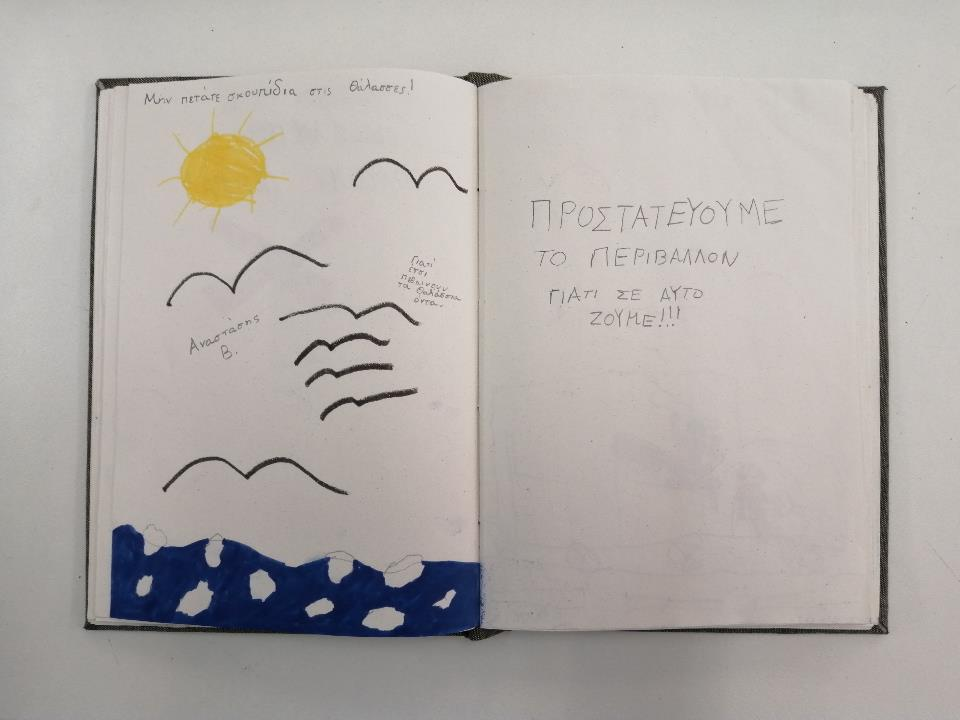 Μην πετάτε σκουπίδια στις θάλασσες!
Γιατί
έτσι
πεθαίνουν
τα θαλάσσια
όντα.
Αναστάσης
Β.
ΠΡΟΣΤΑΤΕΥΟΥΜΕ
ΤΟ ΠΕΡΙΒΑΛΛΟΝ
ΓΙΑΤΙ ΣΕ ΑΥΤΟ
ΖΟΥΜΕ!!!